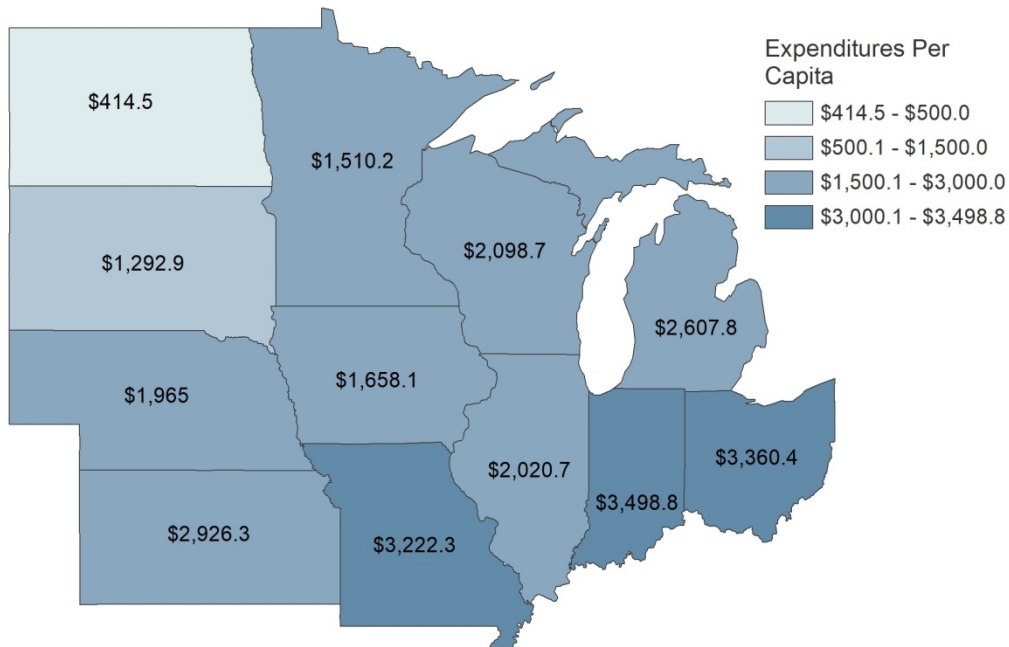 Expenditures Per
Capita
$414.5 - $500.0
$500.1 - $1,500.0
$1,500.1 - $3,000.0
$3,000.1 - $3,498.8
$414.5
$1,510.2
$1,292.9
$2,098.7
$2,607.8
$1,965
$1,658.1
$2,020.7
$3,498.8
$3,360.4
$2,926.3
$3,222.3